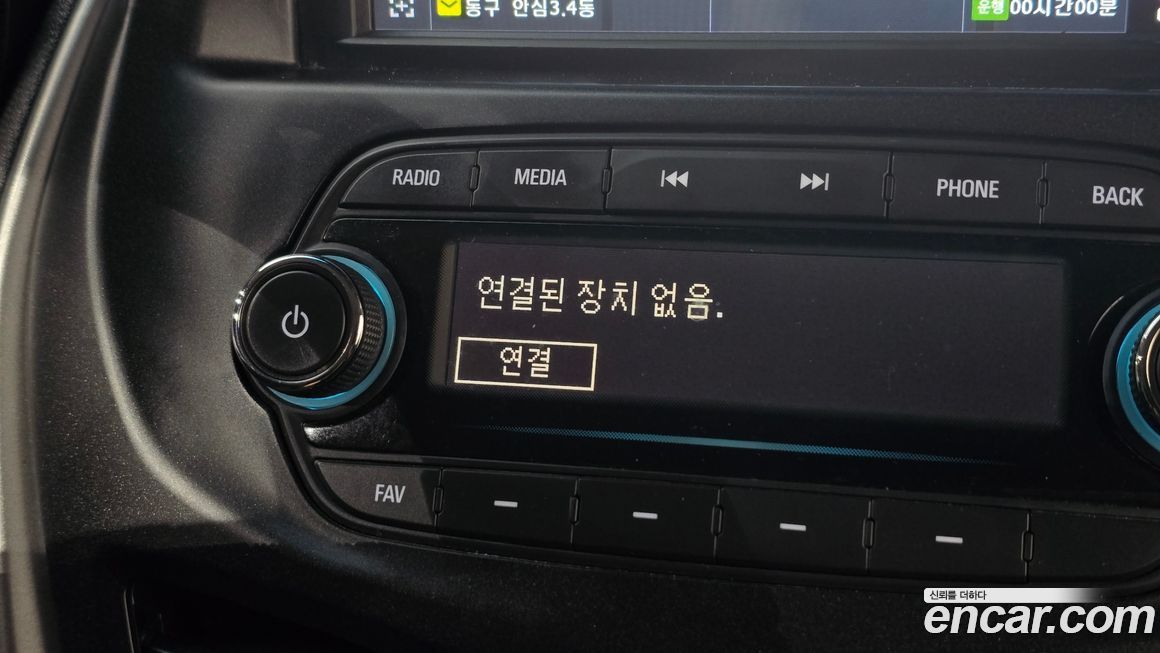 동구 안심3.4동
운행 00시간00분
RADIO MEDIA PHONE BACK
연결된 장치 없음.
연결
FAV
신뢰를 더하다
encar.com